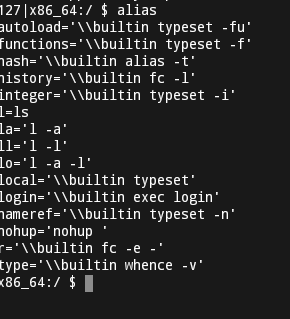 127|x86_64:/ $ alias
autoload='\\builtin typeset -fu'
functions='\\builtin typeset -f'
hash='\\builtin alias -t'
history='\\builtin fc -l'
integer='\\builtin typeset -i'
l=ls
la='l -a'
ll='l -l'
lo='l -a -l'
local='\\builtin typeset'
login='\\builtin exec login'
nameref='\\builtin typeset -n'
nohup='nohup '
r='\\builtin fc -e -'
type='\\builtin whence -v'
x86_64:/ $